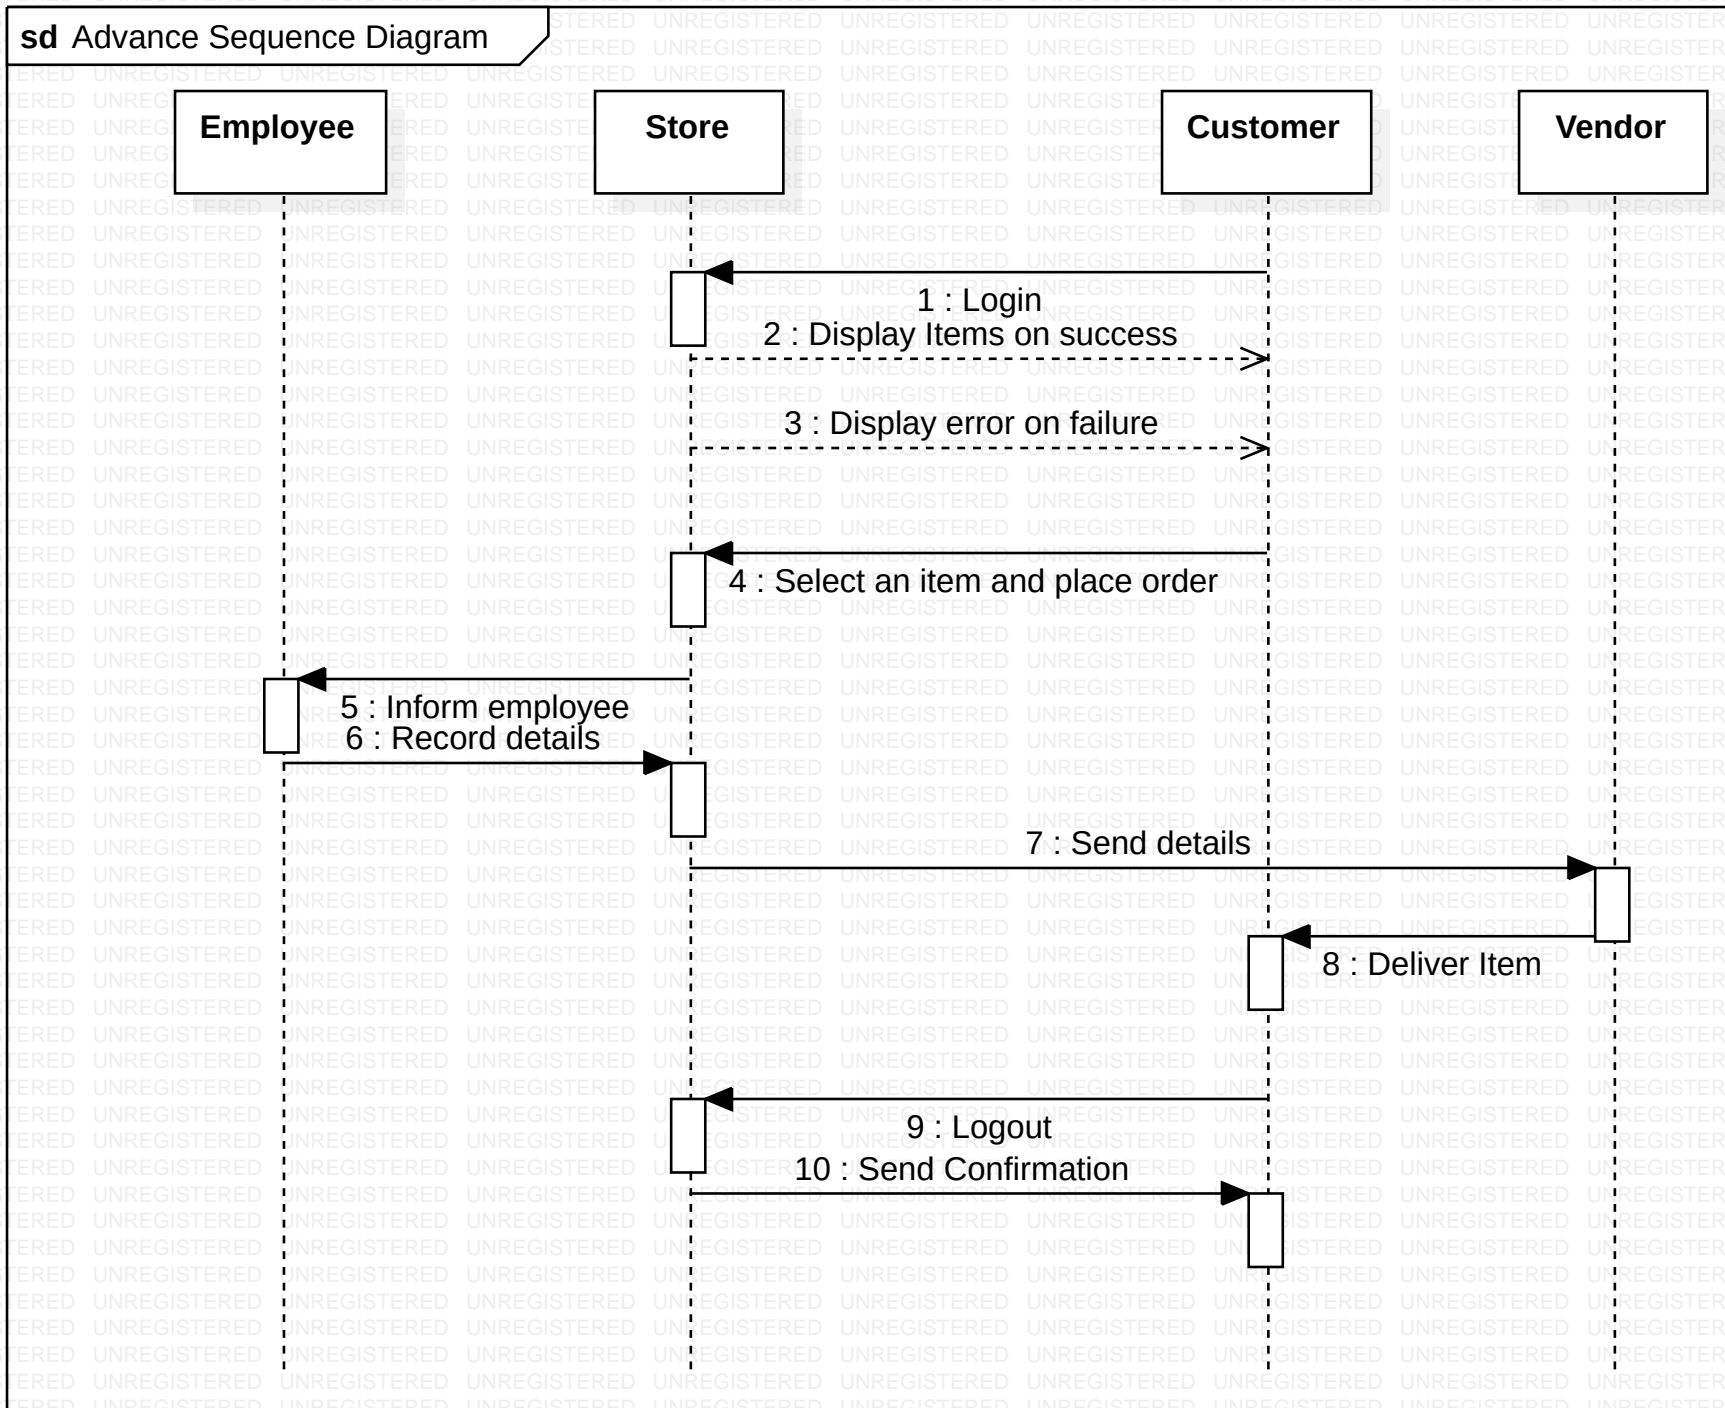 sd Advance Sequence Diagram
Employee
Store
Customer
Vendor
1 : Login
2 : Display Items on success
3 : Display error on failure
4 : Select an item and place order
5 : Inform employee
6 : Record details
7 : Send details
8 : Deliver Item
9 : Logout
10 : Send Confirmation
UNREGISTERED